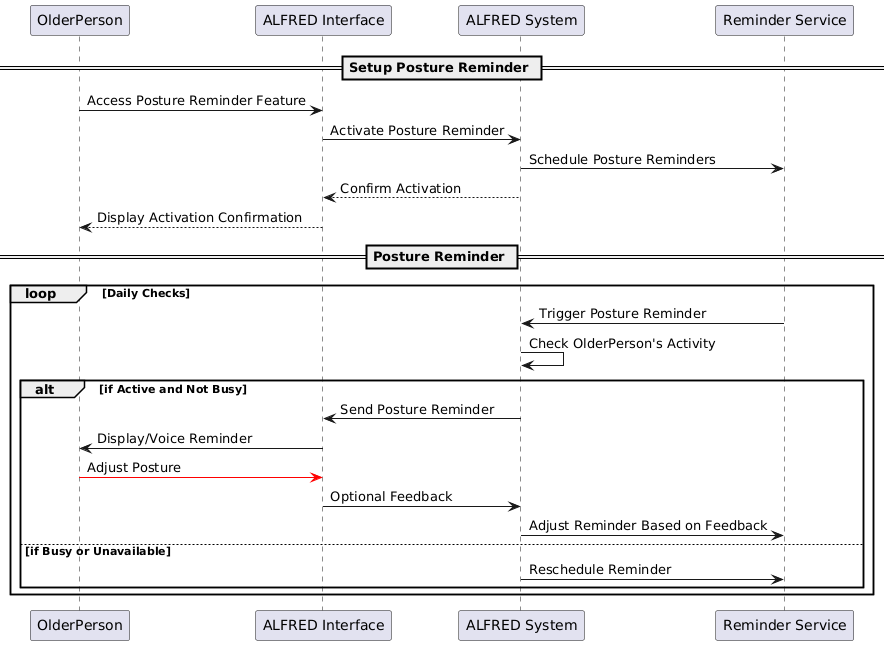 OlderPerson
ALFRED Interface
ALFRED System
Reminder Service
Setup Posture Reminder
Access Posture Reminder Feature
Activate Posture Reminder
Schedule Posture Reminders
Confirm Activation
Display Activation Confirmation
Posture Reminder
loop [Daily Checks]
Trigger Posture Reminder
Check OlderPerson's Activity
alt [if Active and Not Busy]
Send Posture Reminder
Display/Voice Reminder
Adjust Posture
Optional Feedback
Adjust Reminder Based on Feedback
[if Busy or Unavailable]
Reschedule Reminder
OlderPerson
ALFRED Interface
ALFRED System
Reminder Service